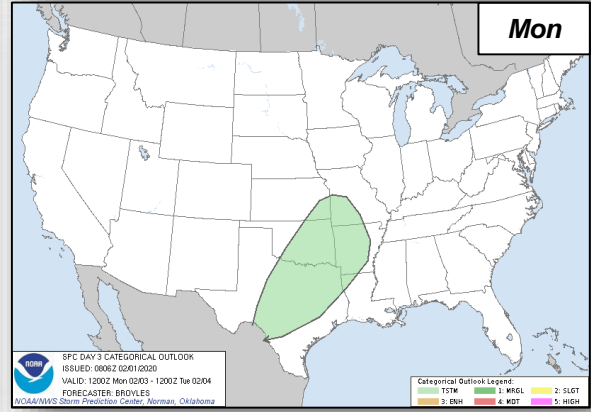 Mon
NOAA
SPC DAY 3 CATEGORICAL OUTLOOK
ISSUED: 0806Z 02/01/2020
VALID: 1200Z Mon 02/03 - 1200Z Tue 02/04
FORECASTER: BROYLES
NOAA/NWS Storm Prediction Center, Norman, Oklahoma
Categorical Outlook Legend:
TSTM 1: MRGL 2: SLGT
3: ENH 4: MDT 5: HIGH